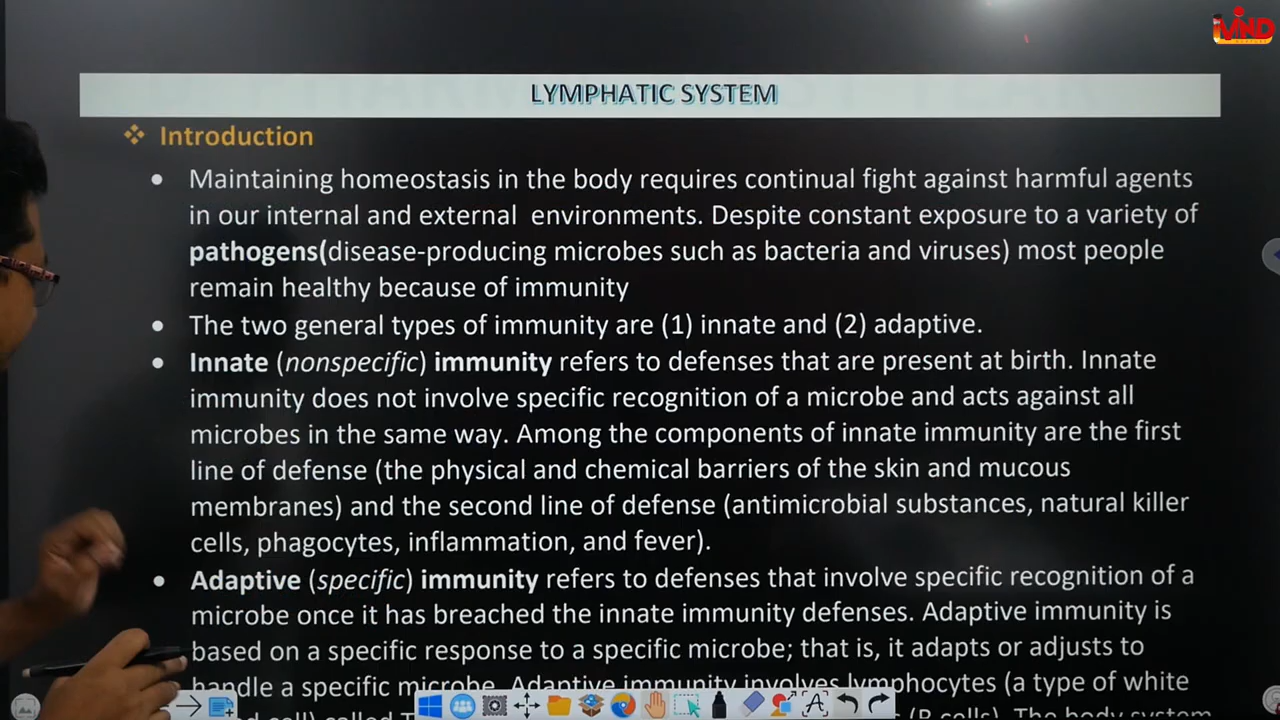 MND
LYMPHATIC SYSTEM
Introduction
Maintaining homeostasis in the body requires continual fight against harmful agents
in our internal and external environments. Despite constant exposure to a variety of
pathogens(disease-producing microbes such as bacteria and viruses) most people
remain healthy because of immunity
The two general types of immunity are (1) innate and (2) adaptive.
Innate (nonspecific) immunity refers to defenses that are present at birth. Innate
immunity does not involve specific recognition of a microbe and acts against all
microbes in the same way. Among the components of innate immunity are the first
line of defense (the physical and chemical barriers of the skin and mucous
membranes) and the second line of defense (antimicrobial substances, natural killer
cells, phagocytes, inflammation, and fever).
Adaptive (specific) immunity refers to defenses that involve specific recognition of a
microbe once it has breached the innate immunity defenses. Adaptive immunity is
based on a specific response to a specific microbe; that is, it adapts or adjusts to
handle a specific microbe. Adaptive immunity involves lymphocytes (a type of white
cell) called (B cells). The body system